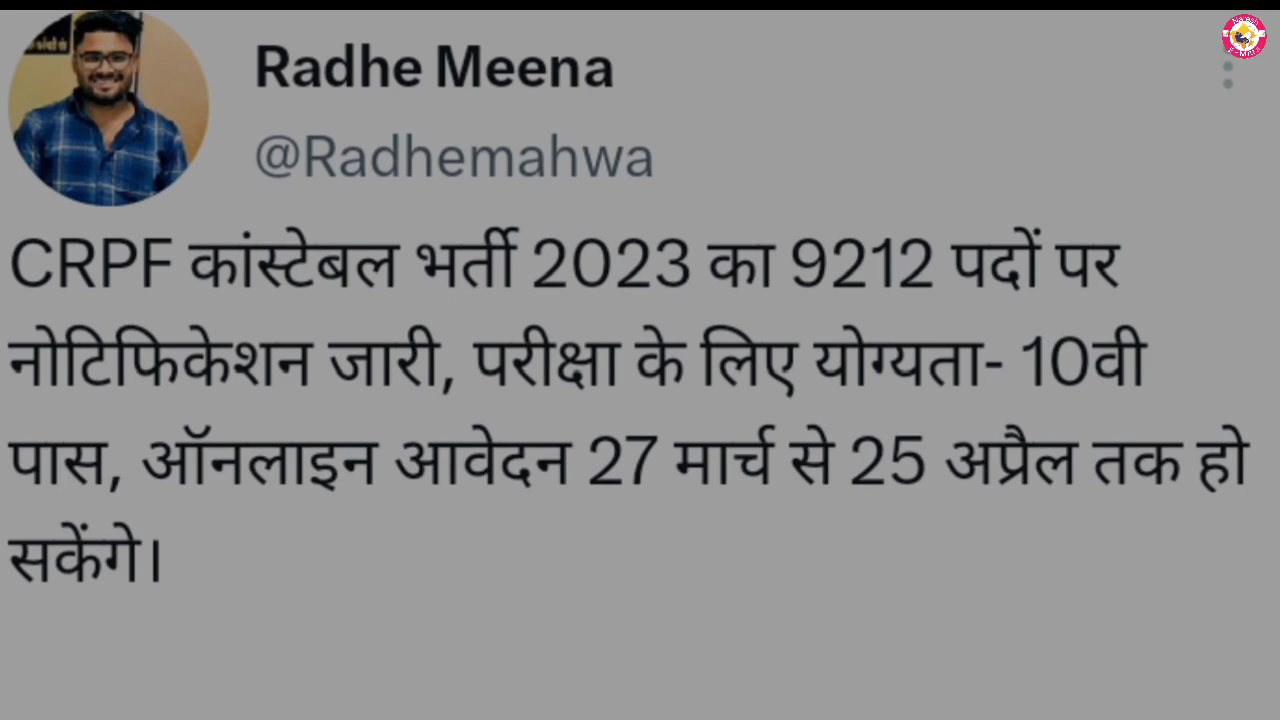 Radhe Meena
@Radhemahwa
CRPF कांस्टेबल भर्ती 2023 का 9212 पदों पर
नोटिफिकेशन जारी, परीक्षा के लिए योग्यता- 10वी
पास, ऑनलाइन आवेदन 27 मार्च से 25 अप्रैल तक हो
सकेंगे।